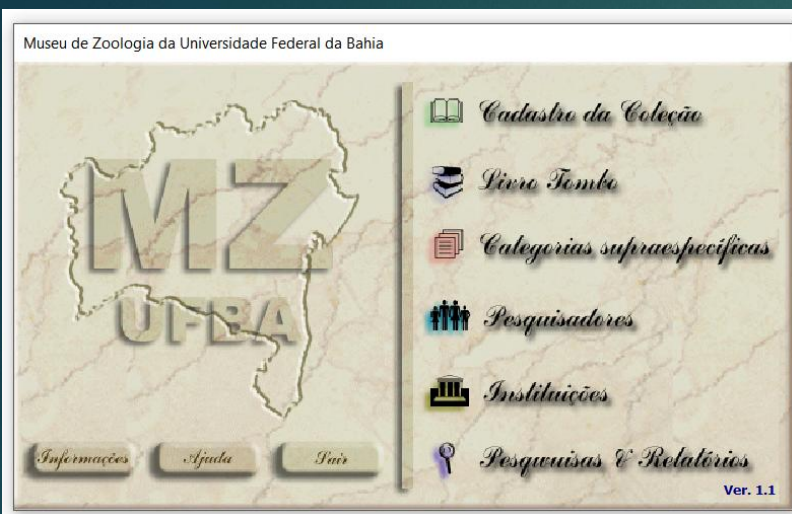 Museu de Zoologia da Universidade Federal da Bahia
MZ
UFBA
Informações
Ajuda
Sair
Cadastro da Coleção
Livro Tombo
Categorias supraespecíficas
Pesquisadores
Instituições
Pesqwuisas & Relatórios
Ver. 1.1